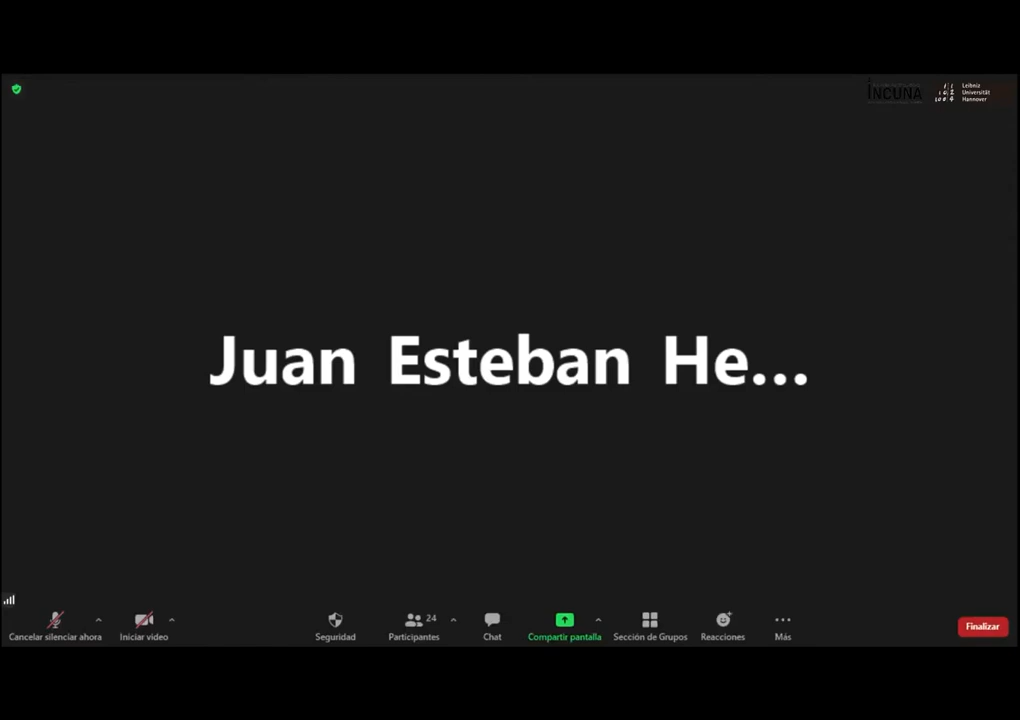 INCUNA
Leibniz
Universität
Hannover
Juan Esteban He...
Cancelar silenciar ahora
Iniciar video
Seguridad
24
Participantes
Chat
Compartir pantalla
Sección de Grupos
Reacciones
Más
Finalizar